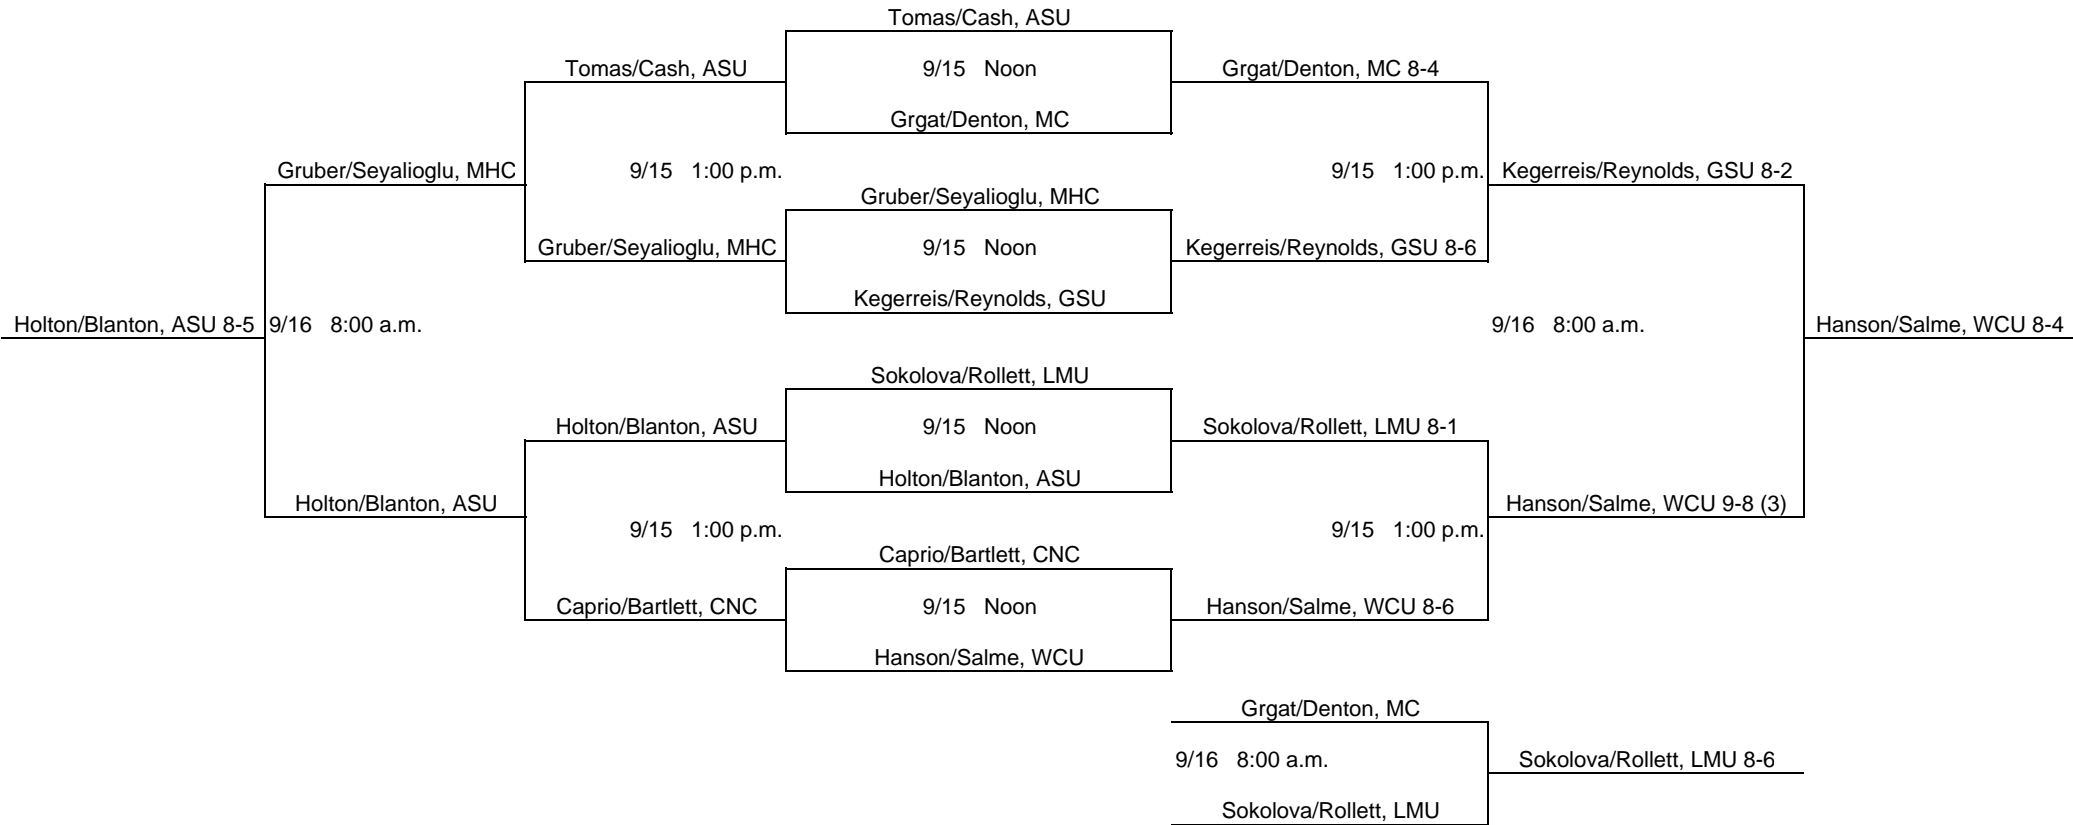 Tomas/Cash, ASU
Tomas/Cash, ASU 9/15 Noon Grgat/Denton, MC 8-4
Grgat/Denton, MC
Gruber/Seyalioglu, MHC 9/15 1:00 p.m. 9/15 1:00 p.m. Kegerreis/Reynolds, GSU 8-2
Gruber/Seyalioglu, MHC
Gruber/Seyalioglu, MHC 9/15 Noon Kegerreis/Reynolds, GSU 8-6
Kegerreis/Reynolds, GSU
Holton/Blanton, ASU 8-5 9/16 8:00 a.m. 9/16 8:00 a.m. Hanson/Salme, WCU 8-4
Sokolova/Rollett, LMU
Holton/Blanton, ASU 9/15 Noon Sokolova/Rollett, LMU 8-1
Holton/Blanton, ASU
Holton/Blanton, ASU Hanson/Salme, WCU 9-8 (3)
9/15 1:00 p.m. 9/15 1:00 p.m.
Caprio/Bartlett, CNC
Caprio/Bartlett, CNC 9/15 Noon Hanson/Salme, WCU 8-6
Hanson/Salme, WCU
Grgat/Denton, MC
9/16 8:00 a.m. Sokolova/Rollett, LMU 8-6
Sokolova/Rollett, LMU